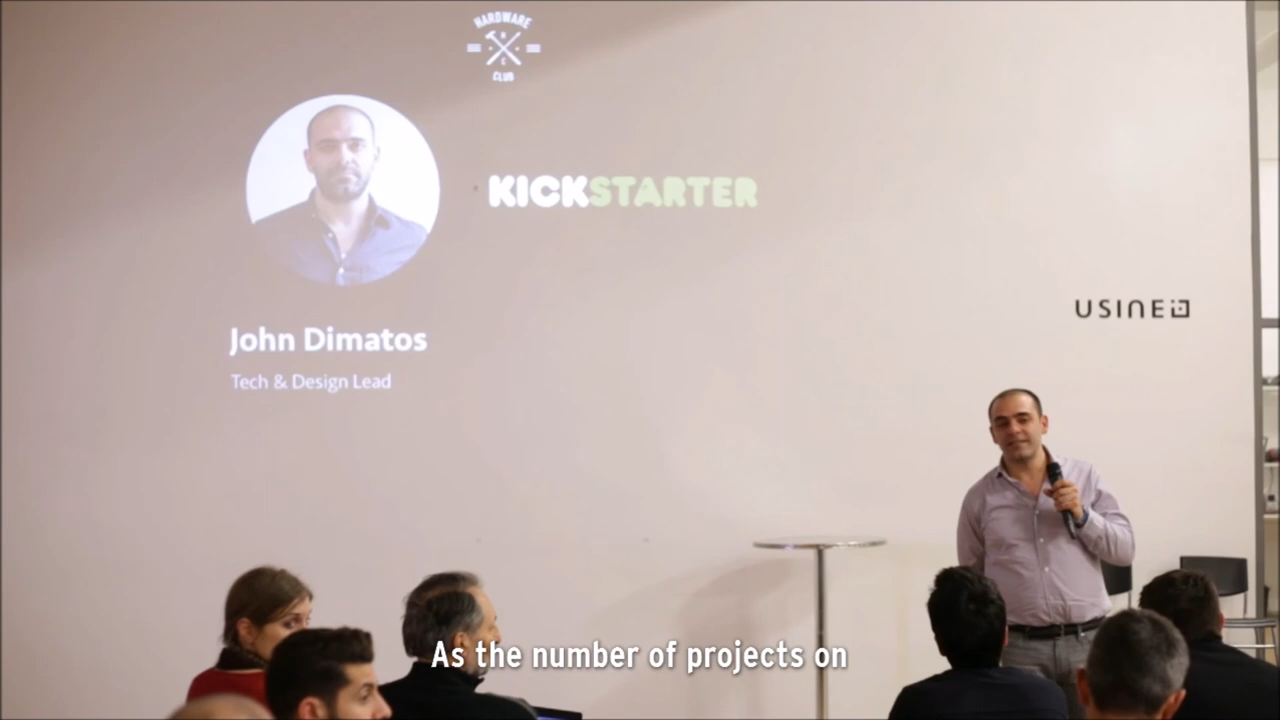 HARDWARE
H
C
CLUB
KICKSTARTER
USINE
John Dimatos
Tech & Design Lead
As the number of projects on